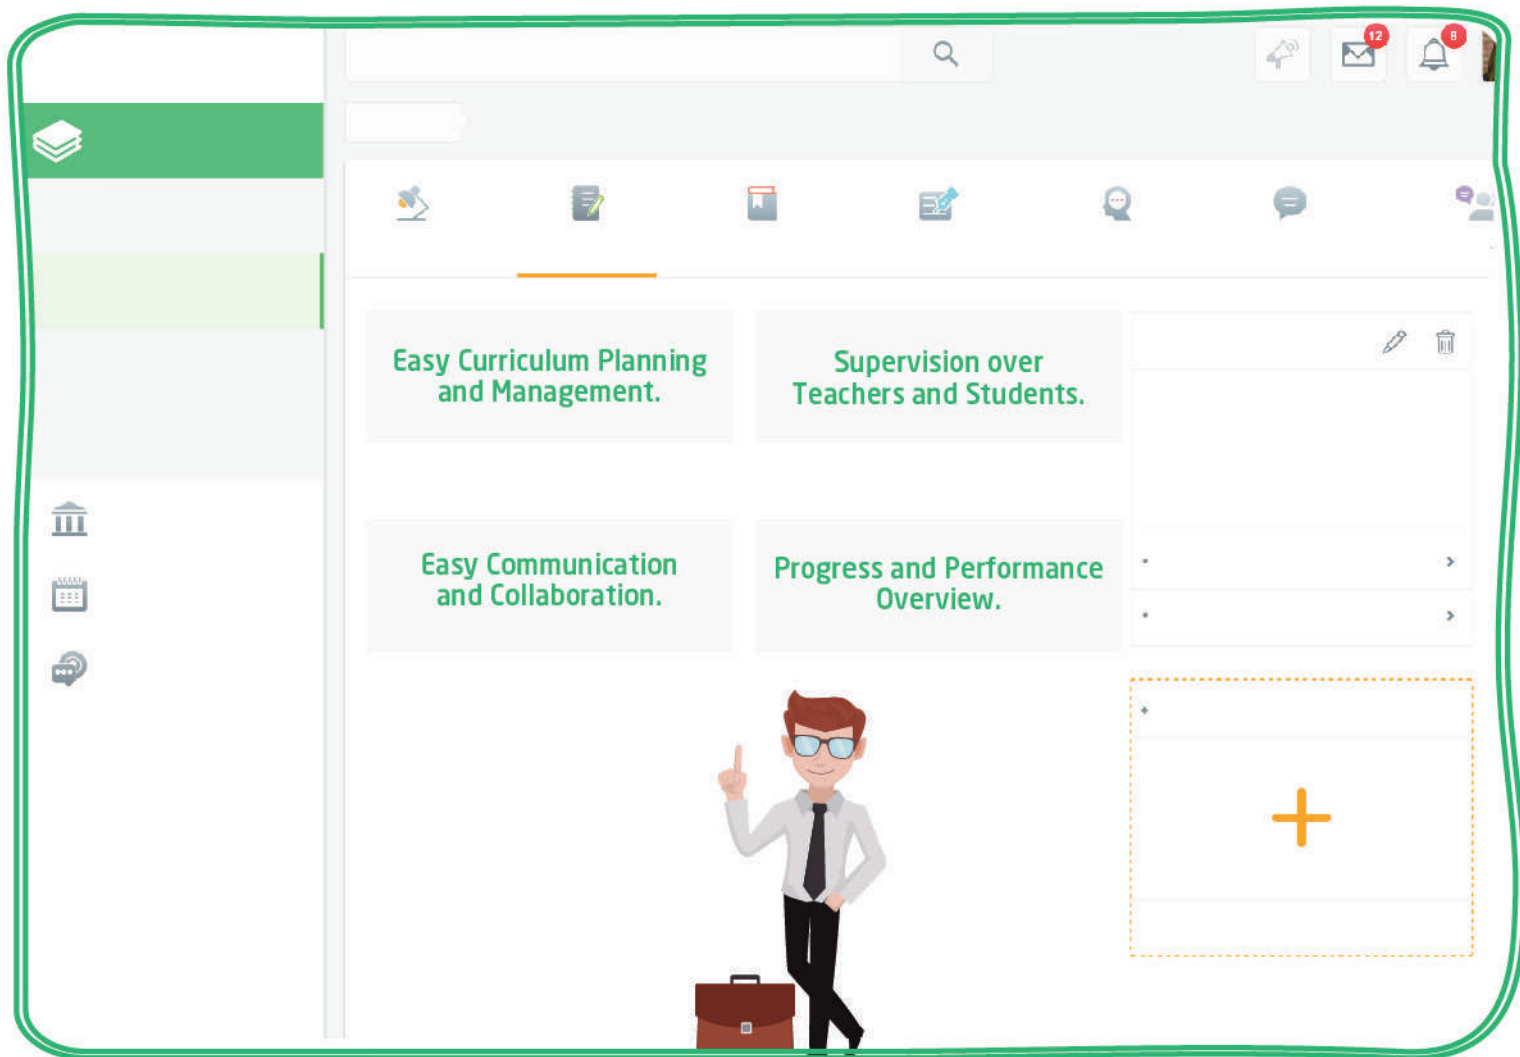 12
8
Easy Curriculum Planning
and Management.
Supervision over
Teachers and Students.
Easy Communication
and Collaboration.
Progress and Performance
Overview.